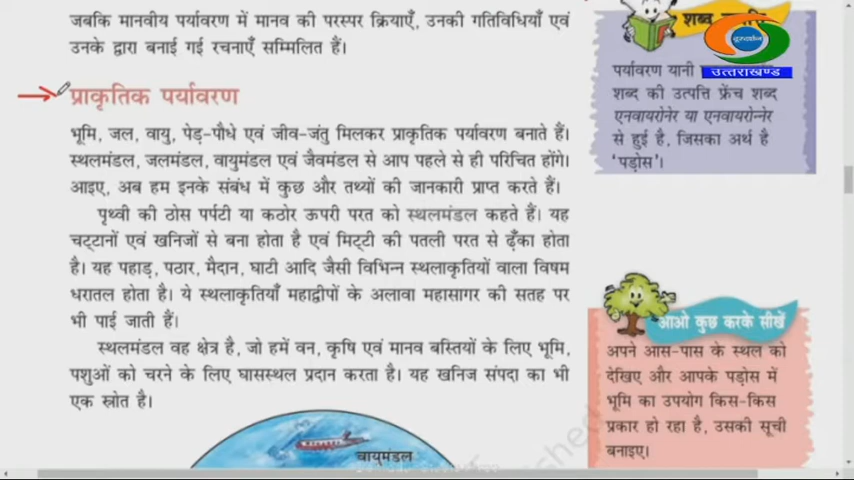 जबकि मानवीय पर्यावरण में मानव की परस्पर क्रियाएँ, उनकी गतिविधियाँ एवं
उनके द्वारा बनाई गई रचनाएँ सम्मिलित हैं।
प्राकृतिक पर्यावरण
भूमि, जल, वायु, पेड़-पौधे एवं जीव-जंतु मिलकर प्राकृतिक पर्यावरण बनाते हैं।
स्थलमंडल, जलमंडल, वायुमंडल एवं जैवमंडल से आप पहले से ही परिचित होंगे।
आइए, अब हम इनके संबंध में कुछ और तथ्यों की जानकारी प्राप्त करते हैं।
पृथ्वी की ठोस पर्पटी या कठोर ऊपरी परत को स्थलमंडल कहते हैं। यह
चट्टानों एवं खनिजों से बना होता है एवं मिट्टी की पतली परत से ढ़ँका होता
है। यह पहाड़, पठार, मैदान, घाटी आदि जैसी विभिन्न स्थलाकृतियों वाला विषम
धरातल होता है। ये स्थलाकृतियाँ महाद्वीपों के अलावा महासागर की सतह पर
भी पाई जाती हैं।
स्थलमंडल वह क्षेत्र है, जो हमें वन, कृषि एवं मानव बस्तियों के लिए भूमि,
पशुओं को चरने के लिए घासस्थल प्रदान करता है। यह खनिज संपदा का भी
एक स्रोत है।
वायुमंडल
शब्द
दूरदर्शन
उत्तराखण्ड
पर्यावरण यानी
शब्द की उत्पत्ति फ्रेंच शब्द
एनवायरोनेर या एनवायरोन्नेर
से हुई है, जिसका अर्थ है
'पड़ोस'।
आओ कुछ करके सीखें
अपने आस-पास के स्थल को
देखिए और आपके पड़ोस में
भूमि का उपयोग किस-किस
प्रकार हो रहा है, उसकी सूची
बनाइए।